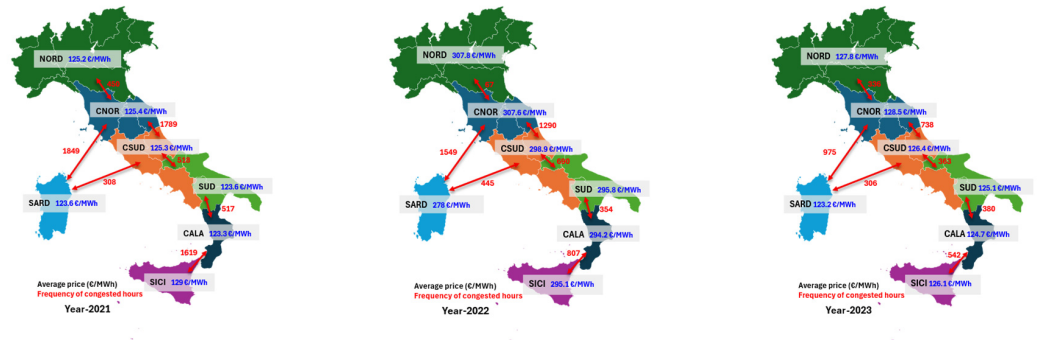 NORD 125.2 €/MWh
CNOR 125.4 €/MWh
1789
CSUD 125.3 €/MWh
1849
513
308
SUD 123.6 €/MWh
SARD 123.6 €/MWh
517
CALA 123.3 €/MWh
1619
SICI 129 €/MWh
Average price (€/MWh)
Frequency of congested hours
Year-2021
NORD 307.8 €/MWh
CNOR 307.6 €/MWh
1290
CSUD 298.9 €/MWh
1549
690
445
SUD 295.8 €/MWh
SARD 278 €/MWh
354
CALA 294.2 €/MWh
807
SICI 295.1 €/MWh
Average price (€/MWh)
Frequency of congested hours
Year-2022
NORD 127.8 €/MWh
CNOR 128.5 €/MWh
738
CSUD 126.4 €/MWh
975
363
306
SUD 125.1 €/MWh
SARD 123.2 €/MWh
380
CALA 124.7 €/MWh
542
SICI 126.1 €/MWh
Average price (€/MWh)
Frequency of congested hours
Year-2023